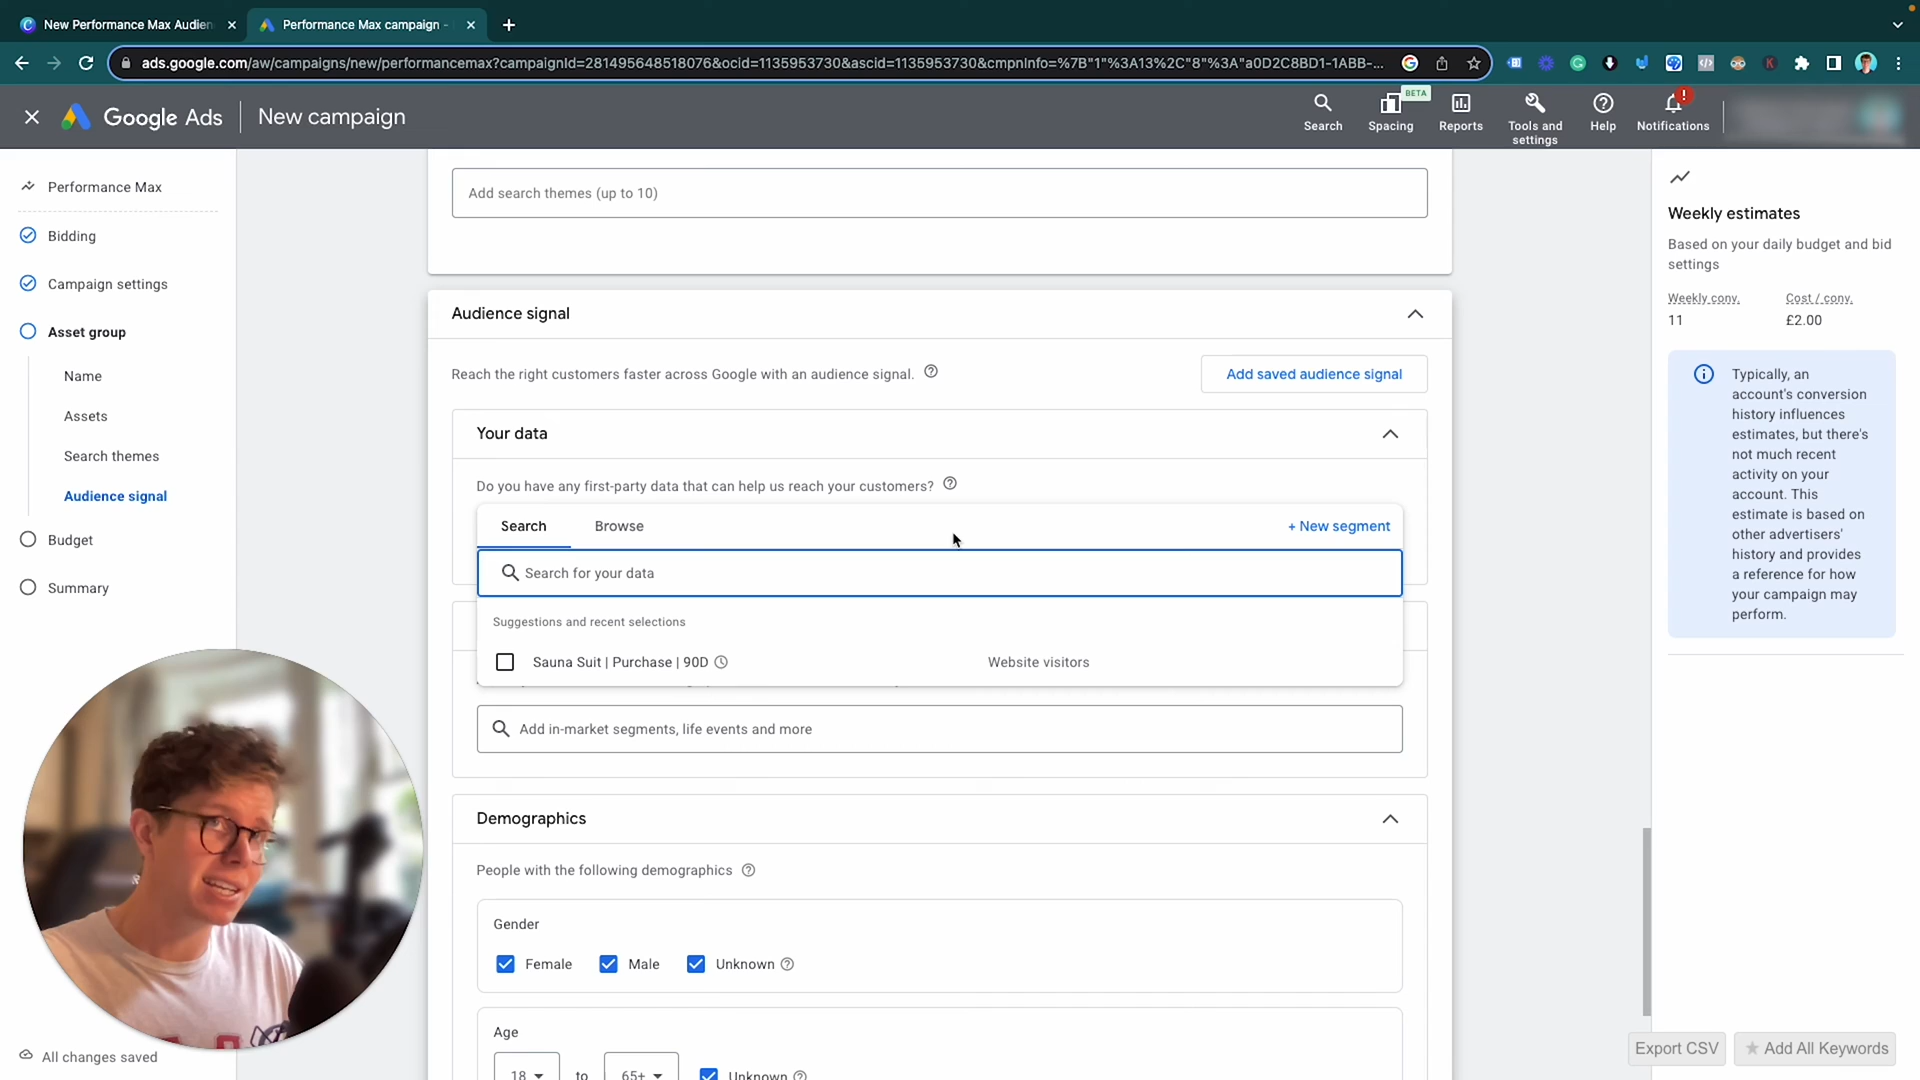 New Performance Max Audien
Performance Max campaign -
ads.google.com/aw/campaigns/new/performancemax?campaignId=281495648518076&ocid=1135953730&ascid=1135953730&cmpnInfo=%7B"1"%3A13%2C"8"%3A"a0D2C8BD1-1ABB-...
Google Ads
New campaign
Search
BETA
Spacing
Reports
Tools and
settings
Help
Notifications
Performance Max
Bidding
Campaign settings
Asset group
Name
Assets
Search themes
Audience signal
Budget
Summary
All changes saved
Add search themes (up to 10)
Audience signal
Reach the right customers faster across Google with an audience signal.
Add saved audience signal
Your data
Do you have any first-party data that can help us reach your customers?
Search
Browse
+ New segment
Search for your data
Suggestions and recent selections
Sauna Suit | Purchase | 90D
Website visitors
Add in-market segments, life events and more
Demographics
People with the following demographics
Gender
Female
Male
Unknown
Age
18
to
65+
Unknown
Weekly estimates
Based on your daily budget and bid
settings
Weekly conv.
Cost / conv.
11
£2.00
Typically, an
account's conversion
history influences
estimates, but there's
not much recent
activity on your
account. This
estimate is based on
other advertisers'
history and provides
a reference for how
your campaign may
perform.
Export CSV
Add All Keywords